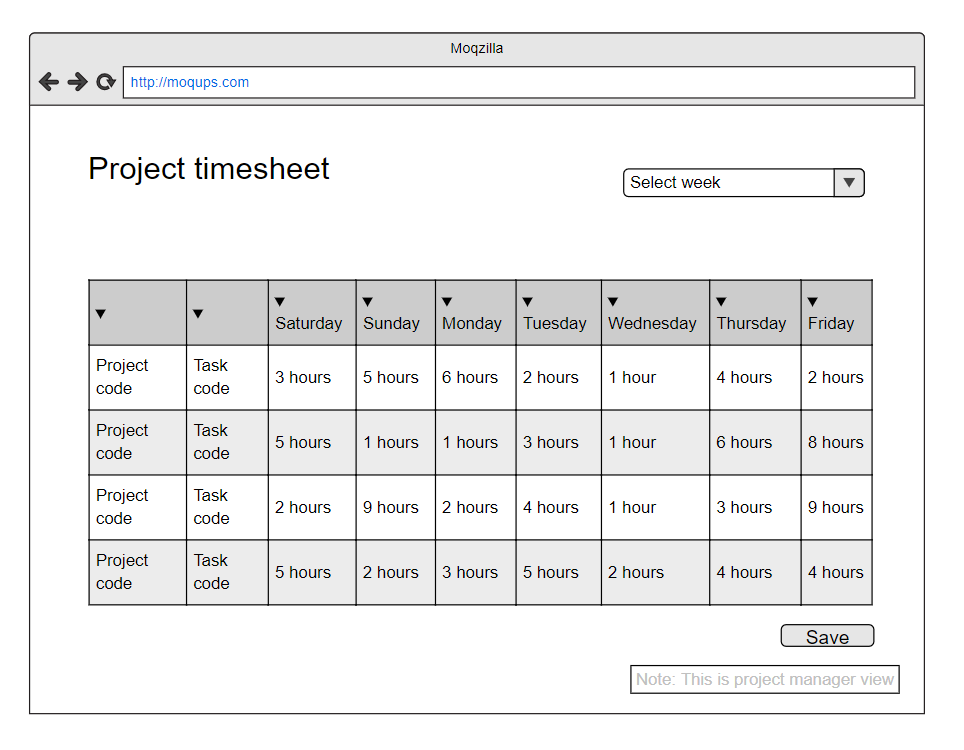 Moqzilla
http://moqups.com
Project timesheet
Select week
▼
▼ ▼ ▼ ▼ ▼ ▼ ▼ ▼ ▼
Saturday Sunday Monday Tuesday Wednesday Thursday Friday
Project code Task code 3 hours 5 hours 6 hours 2 hours 1 hour 4 hours 2 hours
Project code Task code 5 hours 1 hours 1 hours 3 hours 1 hour 6 hours 8 hours
Project code Task code 2 hours 9 hours 2 hours 4 hours 1 hour 3 hours 9 hours
Project code Task code 5 hours 2 hours 3 hours 5 hours 2 hours 4 hours 4 hours
Save
Note: This is project manager view